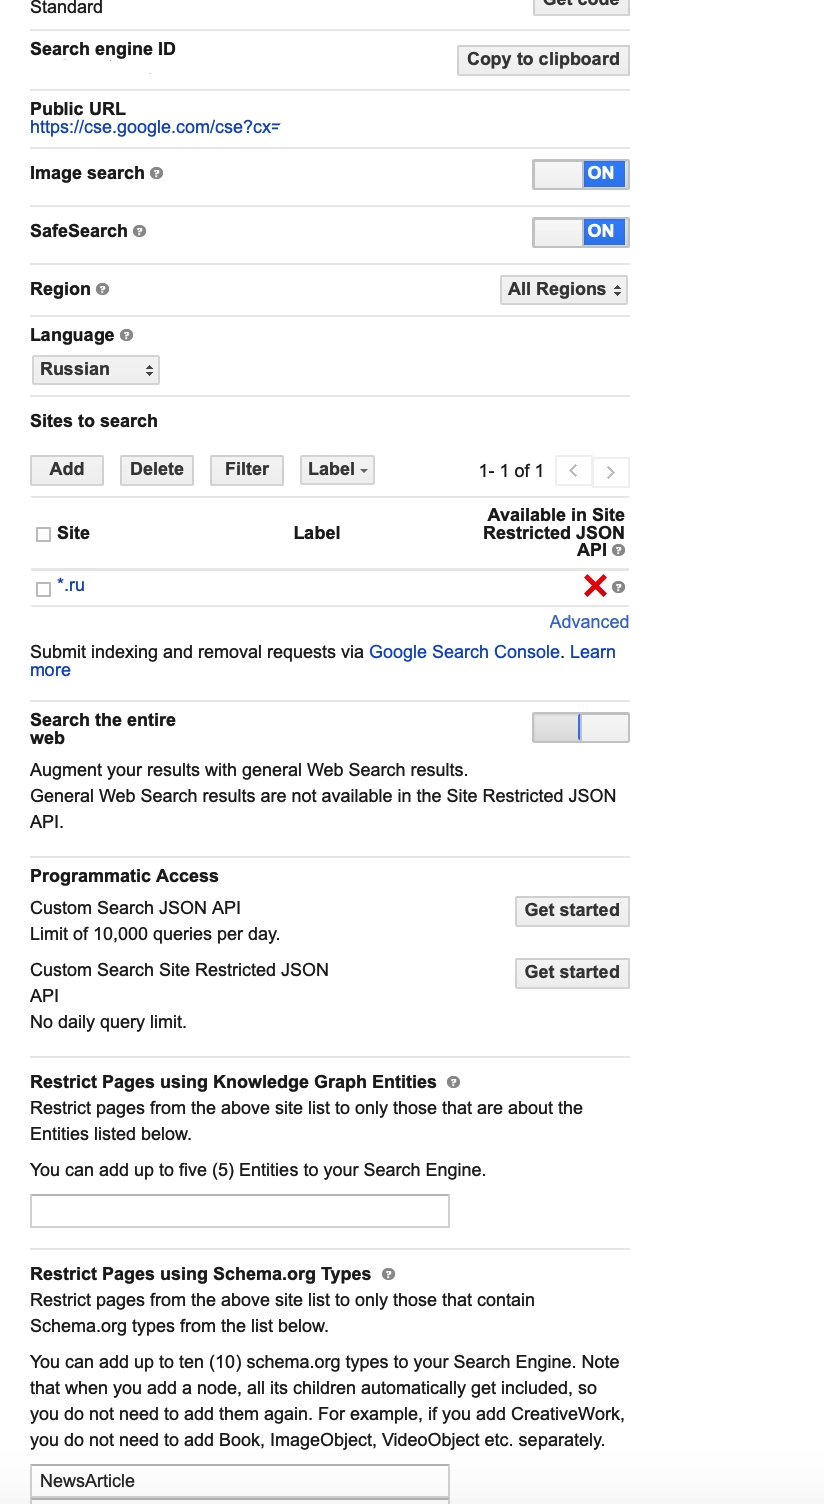 Standard
Get code
Search engine ID
Copy to clipboard
Public URL
https://cse.google.com/cse?cx=
Image search
ON
SafeSearch
ON
Region
All Regions
Language
Russian
Sites to search
Add Delete Filter Label 1- 1 of 1
Site Label Available in Site
Restricted JSON
API
*.ru
Advanced
Submit indexing and removal requests via Google Search Console. Learn
more
Search the entire
web
Augment your results with general Web Search results.
General Web Search results are not available in the Site Restricted JSON
API.
Programmatic Access
Custom Search JSON API
Get started
Limit of 10,000 queries per day.
Custom Search Site Restricted JSON
Get started
API
No daily query limit.
Restrict Pages using Knowledge Graph Entities
Restrict pages from the above site list to only those that are about the
Entities listed below.
You can add up to five (5) Entities to your Search Engine.
Restrict Pages using Schema.org Types
Restrict pages from the above site list to only those that contain
Schema.org types from the list below.
You can add up to ten (10) schema.org types to your Search Engine. Note
that when you add a node, all its children automatically get included, so
you do not need to add them again. For example, if you add CreativeWork,
you do not need to add Book, ImageObject, VideoObject etc. separately.
NewsArticle